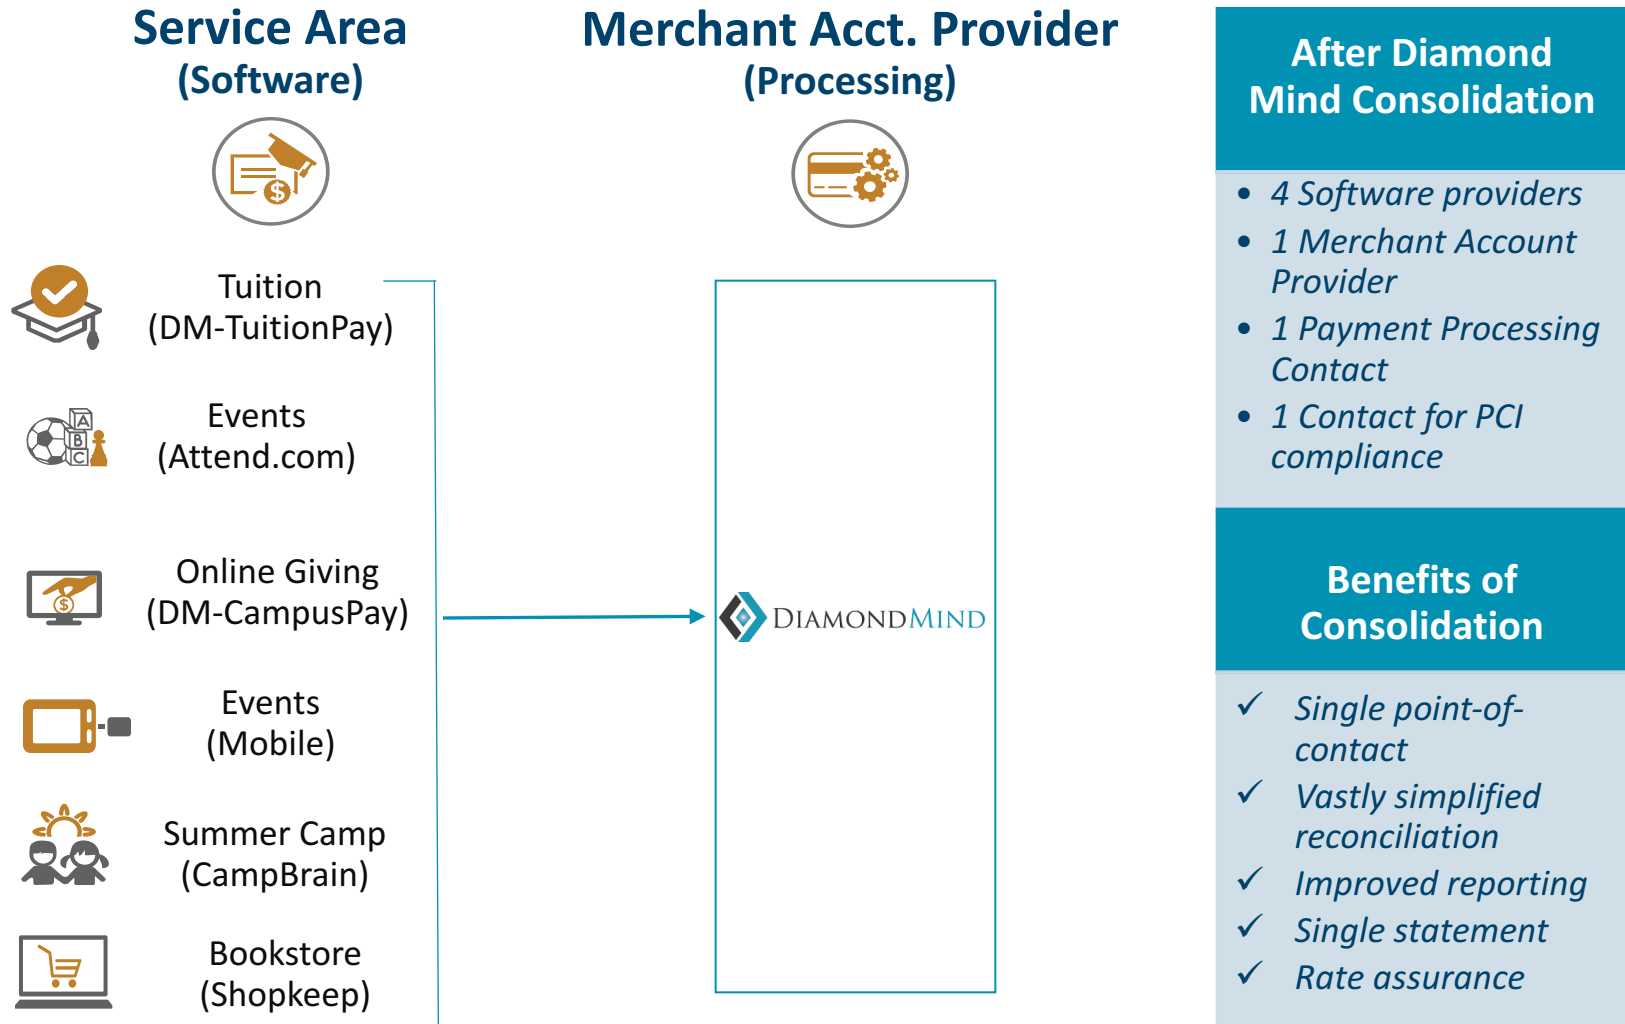 Service Area
(Software)
Merchant Acct. Provider
(Processing)
Tuition
(DM-TuitionPay)
Events
(Attend.com)
A
B
C
Online Giving
(DM-CampusPay)
$
Events
(Mobile)
Summer Camp
(CampBrain)
Bookstore
(Shopkeep)
$
DIAMONDMIND
After Diamond
Mind Consolidation
• 4 Software providers
• 1 Merchant Account
Provider
• 1 Payment Processing
Contact
• 1 Contact for PCI
compliance
Benefits of
Consolidation
✓ Single point-of-
contact
✓ Vastly simplified
reconciliation
✓ Improved reporting
✓ Single statement
✓ Rate assurance